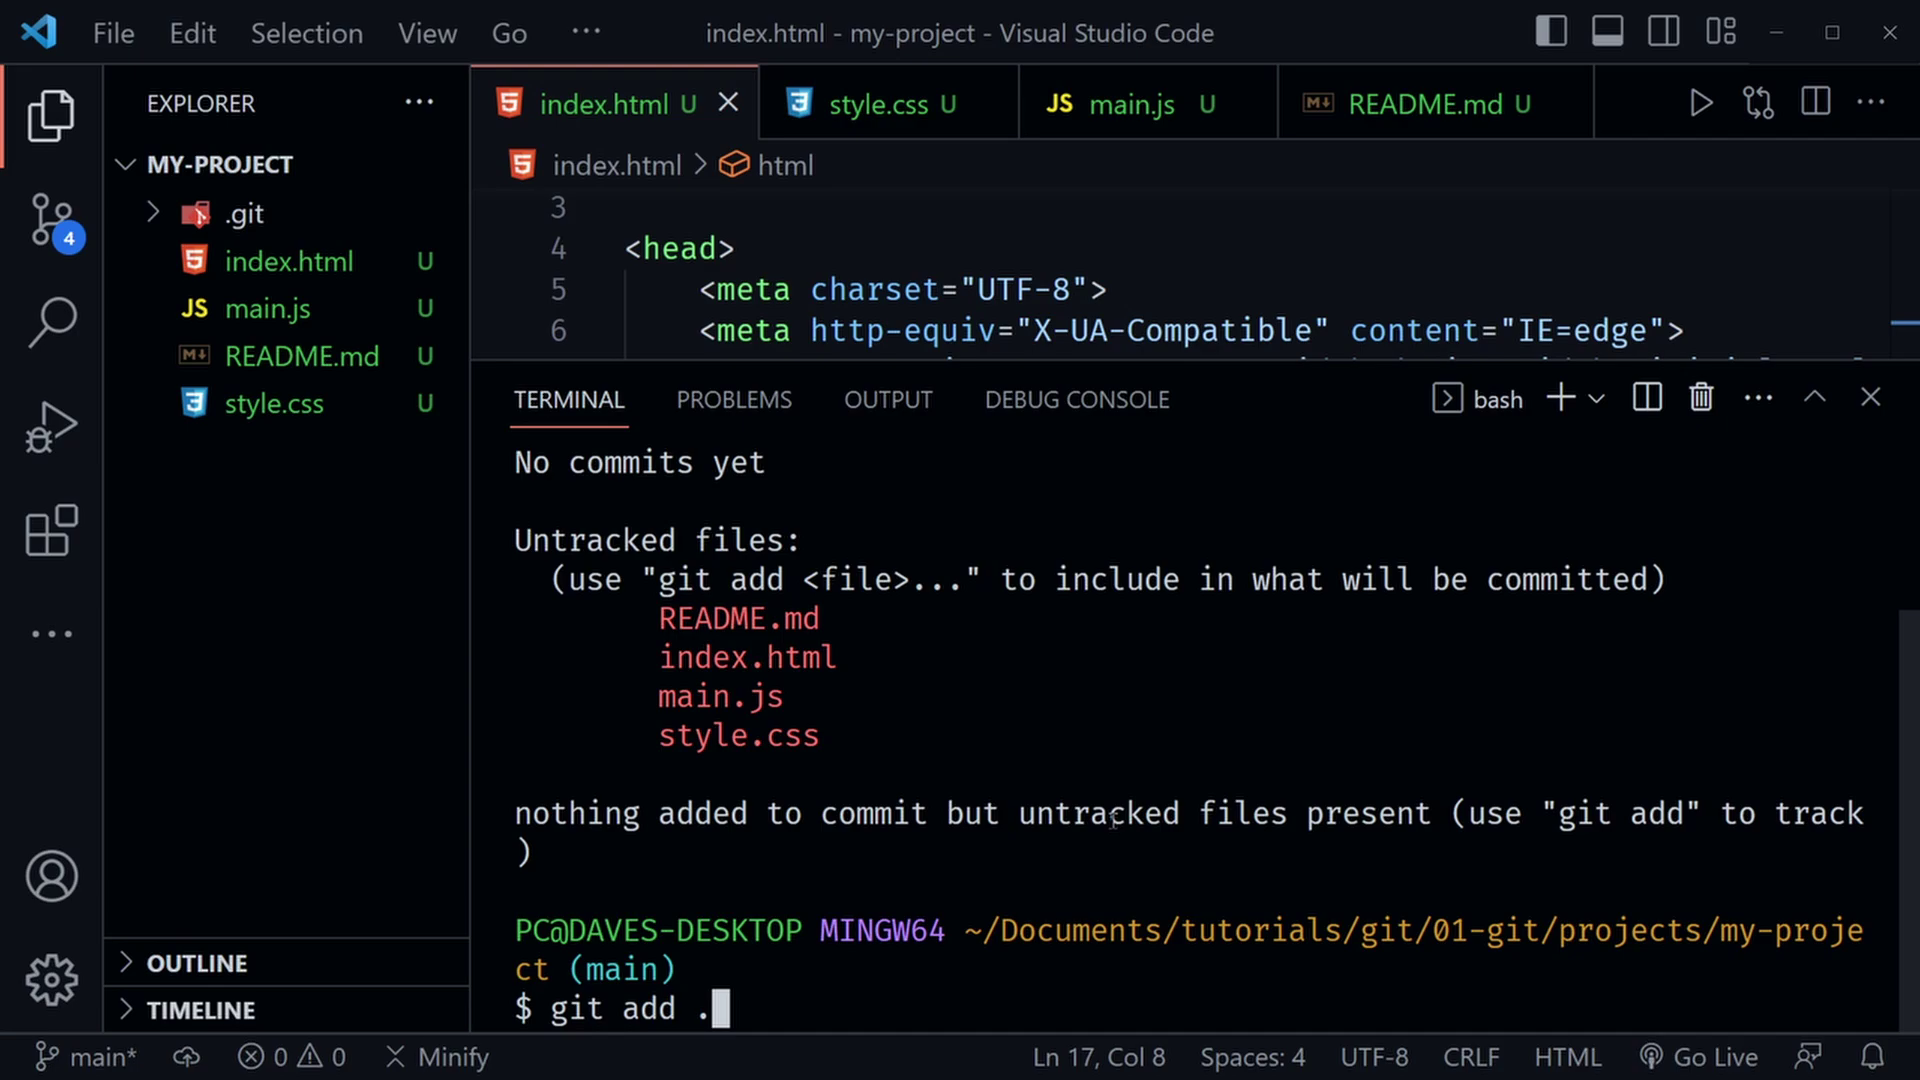 File Edit Selection View Go ··· index.html - my-project - Visual Studio Code
EXPLORER ···
MY-PROJECT
.git
index.html U
main.js U
README.md U
style.css U
4
OUTLINE
TIMELINE
index.html U style.css U JS main.js U README.md U
index.html > html
3
4 <head>
5 <meta charset="UTF-8">
6 <meta http-equiv="X-UA-Compatible" content="IE=edge">
TERMINAL PROBLEMS OUTPUT DEBUG CONSOLE bash
No commits yet
Untracked files:
(use "git add <file>..." to include in what will be committed)
README.md
index.html
main.js
style.css
nothing added to commit but untracked files present (use "git add" to track
)
PC@DAVES-DESKTOP MINGW64 ~/Documents/tutorials/git/01-git/projects/my-proje
ct (main)
$ git add .
main* 0 0 Minify Ln 17, Col 8 Spaces: 4 UTF-8 CRLF HTML Go Live